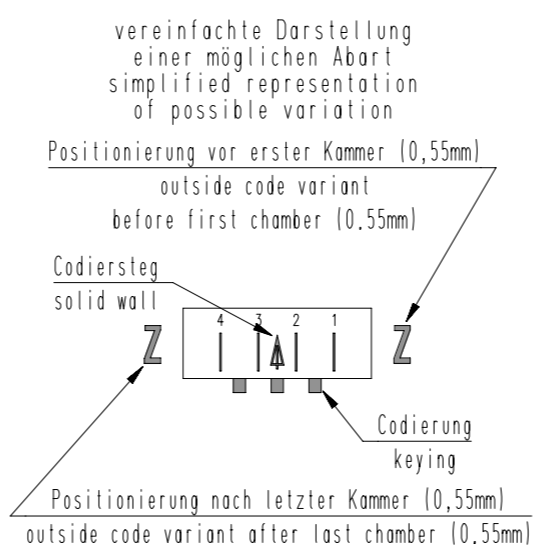 vereinfachte Darstellung
einer möglichen Abart
simplified representation
of possible variation
Positionierung vor erster Kammer (0,55mm)
outside code variant
before first chamber (0.55mm)
Codiersteg
solid wall
Z 4 3 2 1 Z
Codierung
keying
Positionierung nach letzter Kammer (0,55mm)
outside code variant after last chamber (0,55mm)